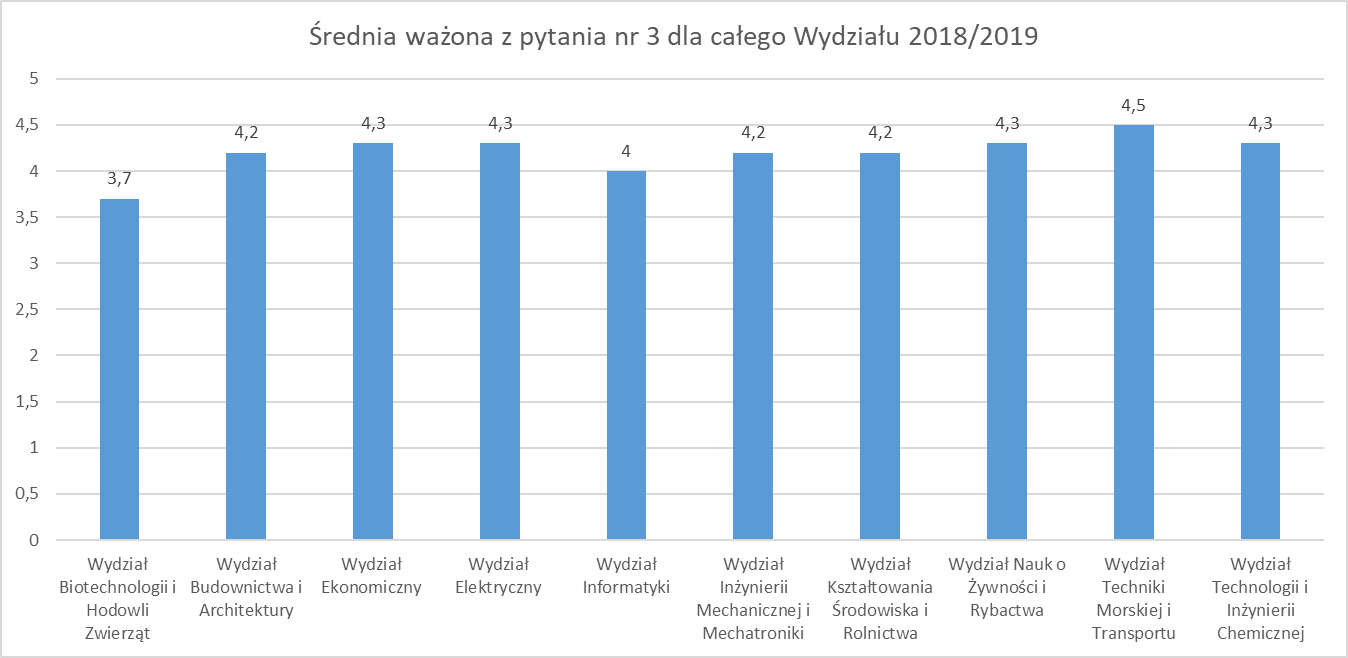 Średnia ważona z pytania nr 3 dla całego Wydziału 2018/2019
5
4,5
4
3,5
3
2,5
2
1,5
1
0,5
0
3,7
4,2
4,3
4,3
4
4,2
4,2
4,3
4,5
4,3
Wydział
Biotechnologii i
Hodowli
Zwierząt
Wydział
Budownictwa i
Architektury
Wydział
Ekonomiczny
Wydział
Elektryczny
Wydział
Informatyki
Wydział
Inżynierii
Mechanicznej i
Mechatroniki
Wydział
Kształtowania
Środowiska i
Rolnictwa
Wydział Nauk o
Żywności i
Rybactwa
Wydział
Techniki
Morskiej i
Transportu
Wydział
Technologii i
Inżynierii
Chemicznej